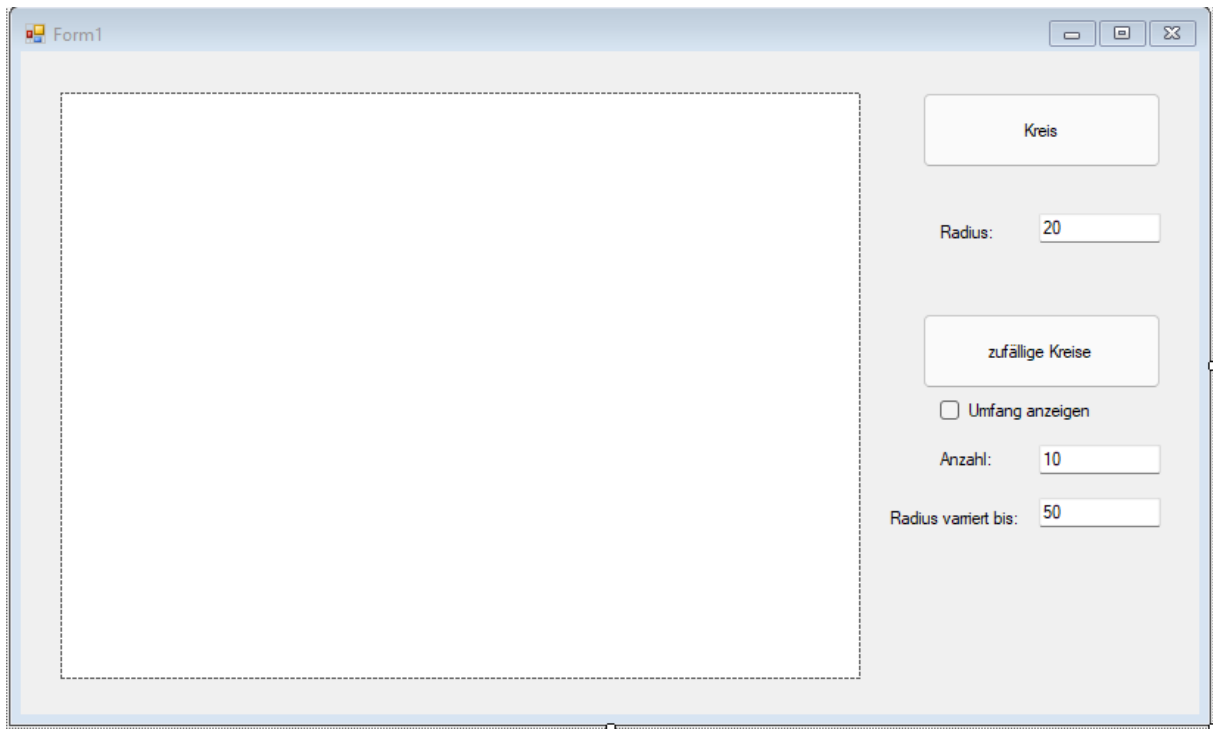 Form1
Kreis
Radius: 20
zufällige Kreise
Umfang anzeigen
Anzahl: 10
Radius varriert bis: 50